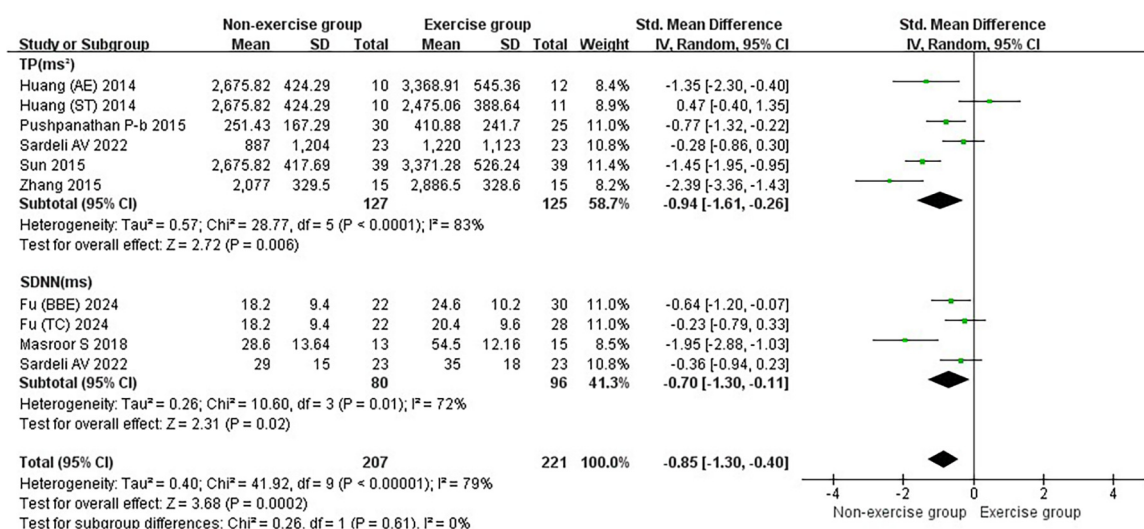 Non-exercise group Exercise group Std. Mean Difference Std. Mean Difference
Study or Subgroup Mean SD Total Mean SD Total Weight IV, Random, 95% CI IV, Random, 95% CI
TP(ms²)
Huang (AE) 2014 2,675.82 424.29 10 3,368.91 545.36 12 8.4% -1.35 [-2.30, -0.40]
Huang (ST) 2014 2,675.82 424.29 10 2,475.06 388.64 11 8.9% 0.47 [-0.40, 1.35]
Pushpanathan P-b 2015 251.43 167.29 30 410.88 241.7 25 11.0% -0.77 [-1.32, -0.22]
Sardeli AV 2022 887 1,204 23 1,220 1,123 23 10.8% -0.28 [-0.86, 0.30]
Sun 2015 2,675.82 417.69 39 3,371.28 526.24 39 11.4% -1.45 [-1.95, -0.95]
Zhang 2015 2,077 329.5 15 2,886.5 328.6 15 8.2% -2.39 [-3.36, -1.43]
Subtotal (95% CI) 127 125 58.7% -0.94 [-1.61, -0.26]
Heterogeneity: Tau² = 0.57; Chi² = 28.77, df = 5 (P < 0.0001); I² = 83%
Test for overall effect: Z = 2.72 (P = 0.006)
SDNN(ms)
Fu (BBE) 2024 18.2 9.4 22 24.6 10.2 30 11.0% -0.64 [-1.20, -0.07]
Fu (TC) 2024 18.2 9.4 22 20.4 9.6 28 11.0% -0.23 [-0.79, 0.33]
Masroor S 2018 28.6 13.64 13 54.5 12.16 15 8.5% -1.95 [-2.88, -1.03]
Sardeli AV 2022 29 15 23 35 18 23 10.8% -0.36 [-0.94, 0.23]
Subtotal (95% CI) 80 96 41.3% -0.70 [-1.30, -0.11]
Heterogeneity: Tau² = 0.26; Chi² = 10.60, df = 3 (P = 0.01); I² = 72%
Test for overall effect: Z = 2.31 (P = 0.02)
Total (95% CI) 207 221 100.0% -0.85 [-1.30, -0.40]
Heterogeneity: Tau² = 0.40; Chi² = 41.92, df = 9 (P < 0.00001); I² = 79%
Test for overall effect: Z = 3.68 (P = 0.0002)
Test for subgroup differences: Chi² = 0.26, df = 1 (P = 0.61), I² = 0%
-4 -2 0 2 4
Non-exercise group Exercise group